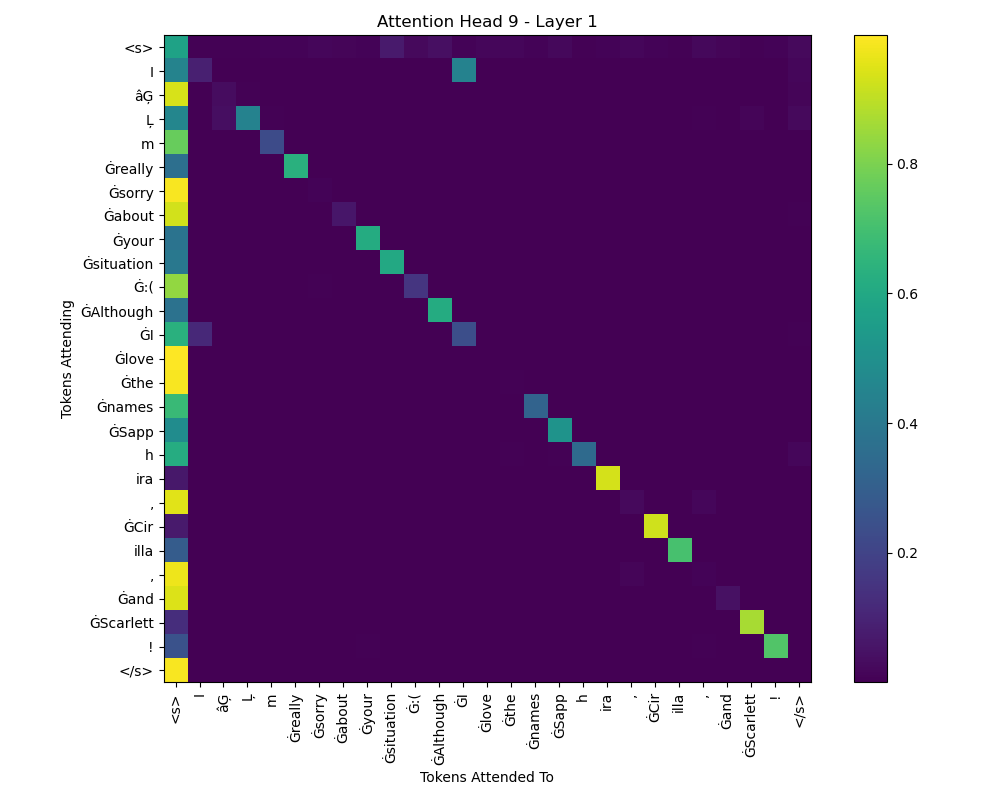 Attention Head 9 - Layer 1
Tokens Attending
<s>
I
âĢ
Ļ
m
Ġreally
Ġsorry
Ġabout
Ġyour
Ġsituation
Ġ:(
ĠAlthough
ĠI
Ġlove
Ġthe
Ġnames
ĠSapp
h
ira
,
ĠCir
illa
,
Ġand
ĠScarlett
!
</s>
<s>
I
âĢ
Ļ
m
Ġreally
Ġsorry
Ġabout
Ġyour
Ġsituation
Ġ:(
ĠAlthough
ĠI
Ġlove
Ġthe
Ġnames
ĠSapp
h
ira
,
ĠCir
illa
,
Ġand
ĠScarlett
!
</s>
Tokens Attended To
0.8
0.6
0.4
0.2